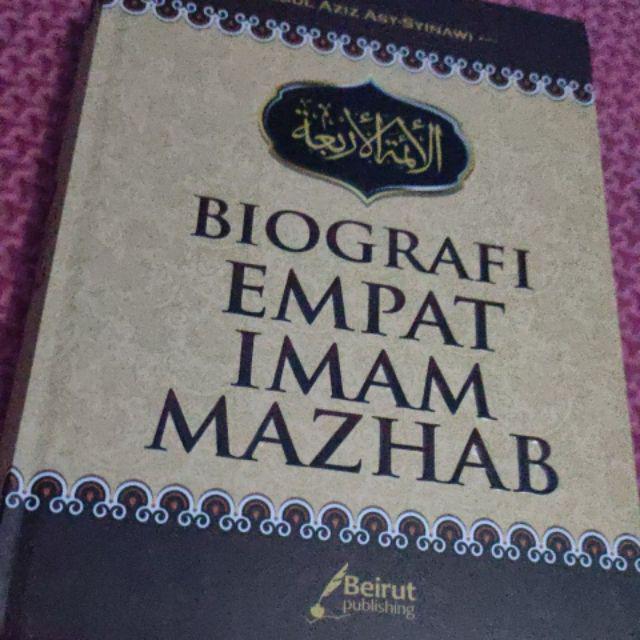 AZIZ ASY-SYINAWI
الأئمة الأربعة
BIOGRAFI
EMPAT
IMAM
MAZHAB
Beirut
publishing